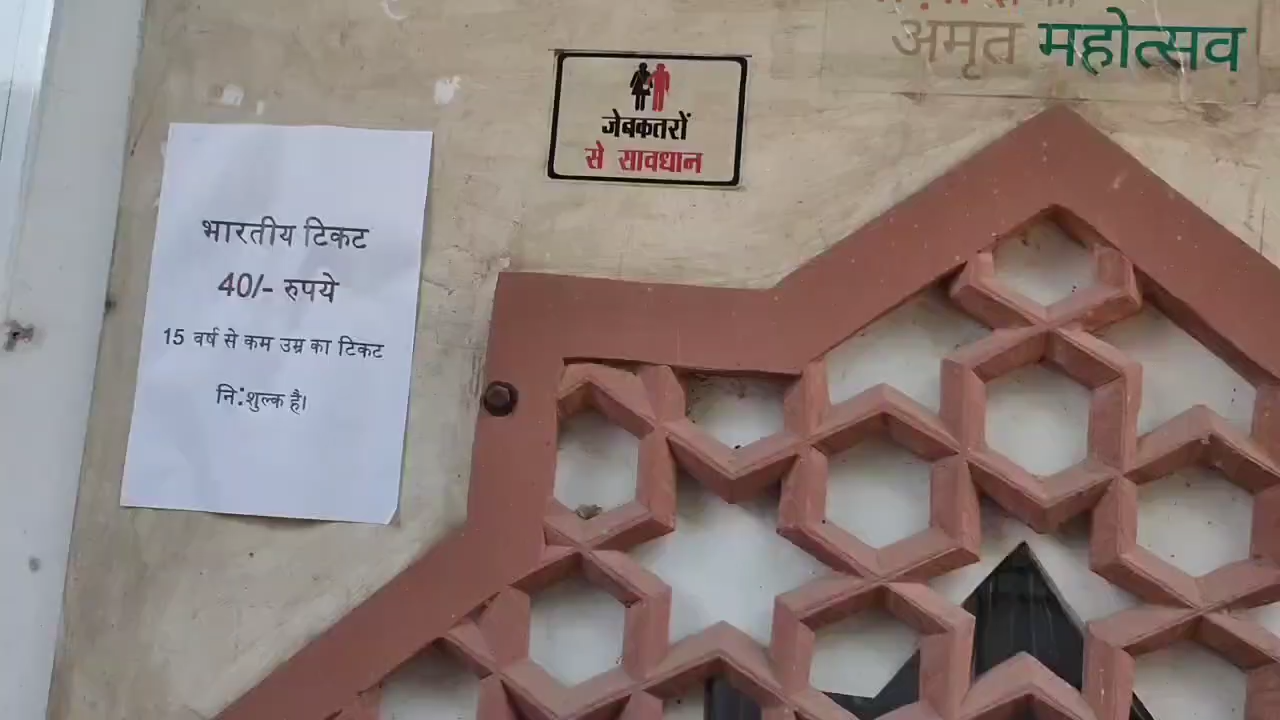 भारतीय टिकट
40/- रुपये
15 वर्ष से कम उम्र का टिकट
नि:शुल्क है।
जेबकतरों
से सावधान
अमृत महोत्सव